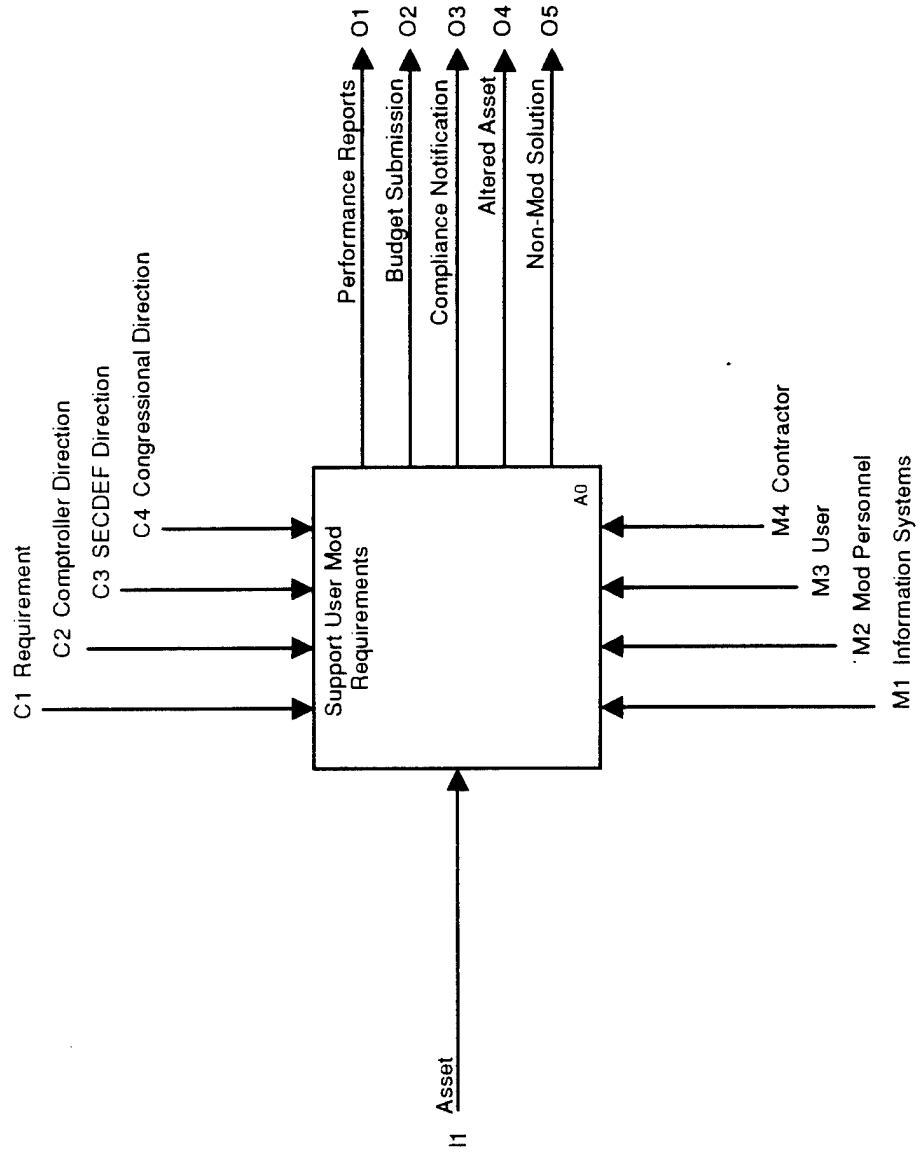 C1 Requirement
C2 Comptroller Direction
C3 SECDEF Direction
C4 Congressional Direction
I1
Asset
Support User Mod
Requirements
A0
Performance Reports
O1
Budget Submission
O2
Compliance Notification
O3
Altered Asset
O4
Non-Mod Solution
O5
M4 Contractor
M3 User
M2 Mod Personnel
M1 Information Systems